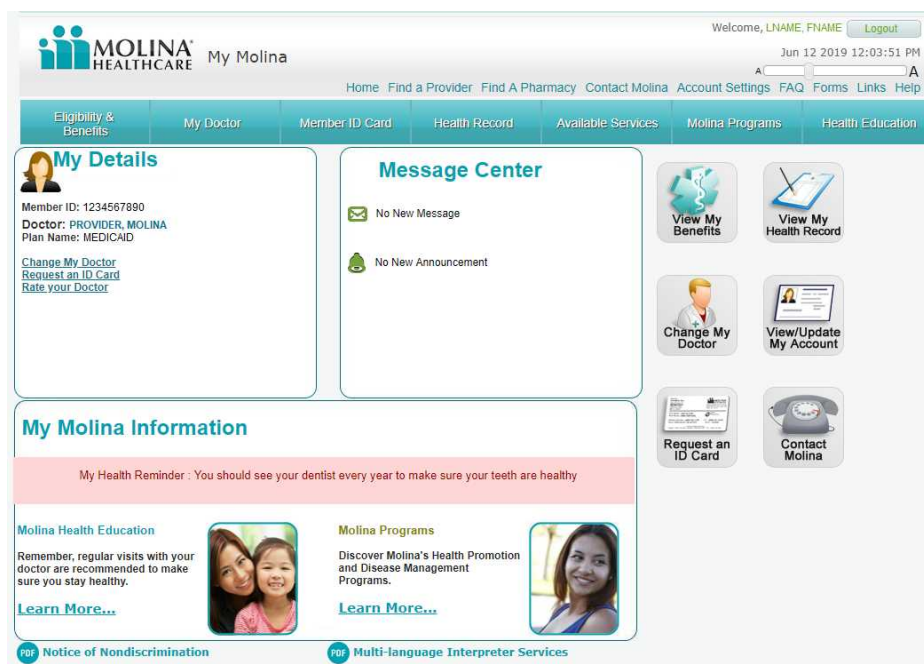 Welcome, LNAME, FNAME Logout
MOLINA HEALTHCARE My Molina
Jun 12 2019 12:03:51 PM
A A
Home Find a Provider Find A Pharmacy Contact Molina Account Settings FAQ Forms Links Help
Eligibility & Benefits My Doctor Member ID Card Health Record Available Services Molina Programs Health Education
My Details
Member ID: 1234567890
Doctor: PROVIDER, MOLINA
Plan Name: MEDICAID
Change My Doctor
Request an ID Card
Rate your Doctor
Message Center
No New Message
No New Announcement
View My
Benefits
View My
Health Record
Change My
Doctor
View/Update
My Account
Request an
ID Card
Contact
Molina
My Molina Information
My Health Reminder : You should see your dentist every year to make sure your teeth are healthy
Molina Health Education
Remember, regular visits with your
doctor are recommended to make
sure you stay healthy.
Learn More...
Molina Programs
Discover Molina's Health Promotion
and Disease Management
Programs.
Learn More...
PDF Notice of Nondiscrimination
PDF Multi-language Interpreter Services